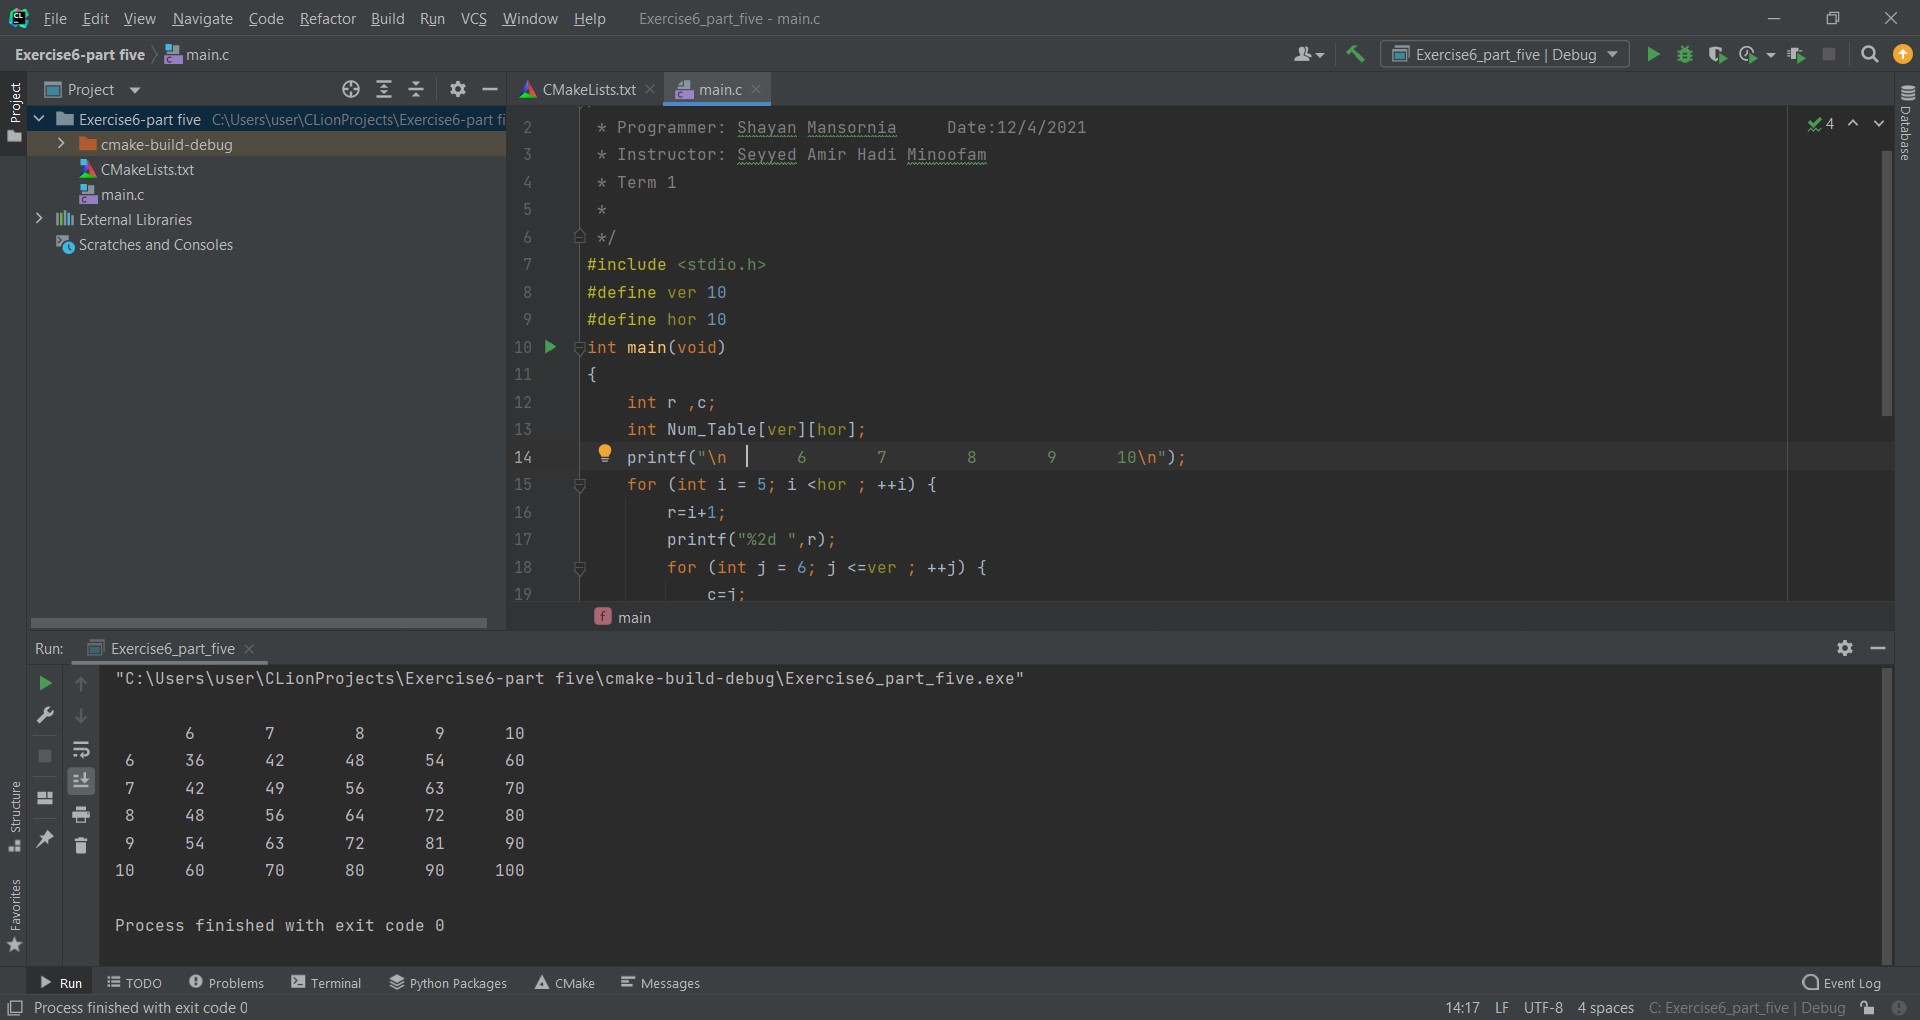 File Edit View Navigate Code Refactor Build Run VCS Window Help Exercise6_part_five - main.c
Exercise6-part five main.c Exercise6_part_five | Debug
Project CMakeLists.txt main.c
Project
Exercise6-part five C:\Users\user\CLionProjects\Exercise6-part fi
cmake-build-debug
CMakeLists.txt
main.c
External Libraries
Scratches and Consoles
2 * Programmer: Shayan Mansornia     Date:12/4/2021
3 * Instructor: Seyyed Amir Hadi Minoofam
4 * Term 1
5 *
6 */
7 #include <stdio.h>
8 #define ver 10
9 #define hor 10
10 int main(void)
11 {
12     int r ,c;
13     int Num_Table[ver][hor];
14     printf("\n         6       7        8       9      10\n");
15     for (int i = 5; i <hor ; ++i) {
16         r=i+1;
17         printf("%2d ",r);
18         for (int j = 6; j <=ver ; ++j) {
19             c=j;
4
Database
main
Run: Exercise6_part_five
"C:\Users\user\CLionProjects\Exercise6-part five\cmake-build-debug\Exercise6_part_five.exe"
       6       7        8       9      10
 6     36      42      48      54      60
 7     42      49      56      63      70
 8     48      56      64      72      80
 9     54      63      72      81      90
10     60      70      80      90     100
Process finished with exit code 0
Structure
Favorites
Run TODO Problems Terminal Python Packages CMake Messages Event Log
Process finished with exit code 0 14:17 LF UTF-8 4 spaces C: Exercise6_part_five | Debug